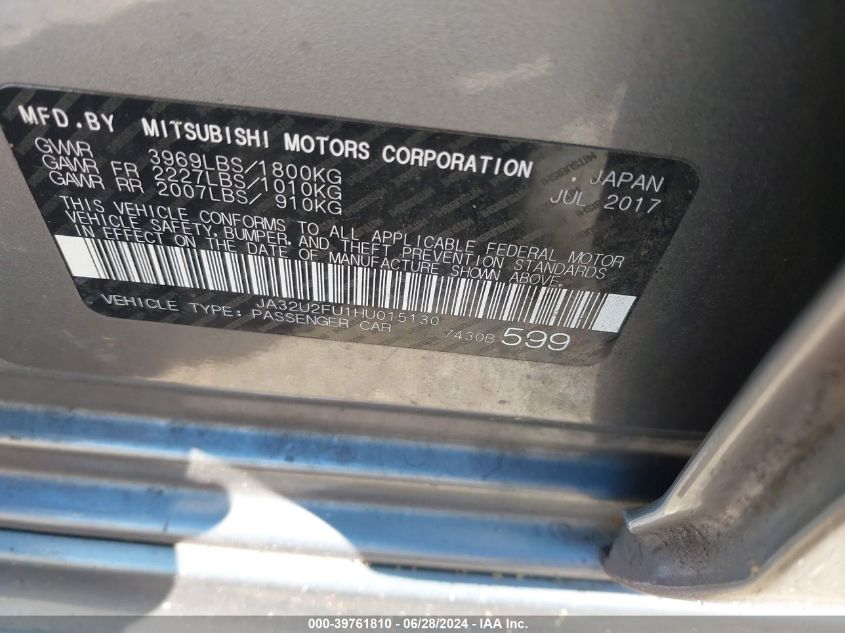 MFD.BY MITSUBISHI MOTORS CORPORATION
GVWR 3969LBS/1800KG , JAPAN
GAWR FR 2227LBS/1010KG JUL 2017
GAWR RR 2007LBS/ 910KG
THIS VEHICLE CONFORMS TO ALL APPLICABLE FEDERAL MOTOR
VEHICLE SAFETY,BUMPER,AND THEFT PREVENTION STANDARDS
IN EFFECT ON THE DATE OF MANUFACTURE SHOWN ABOVE.
JA32U2FU1HU015130
VEHICLE TYPE: PASSENGER CAR 7430B 599
000-39761810 / 06/28/2024 - IAA Inc.